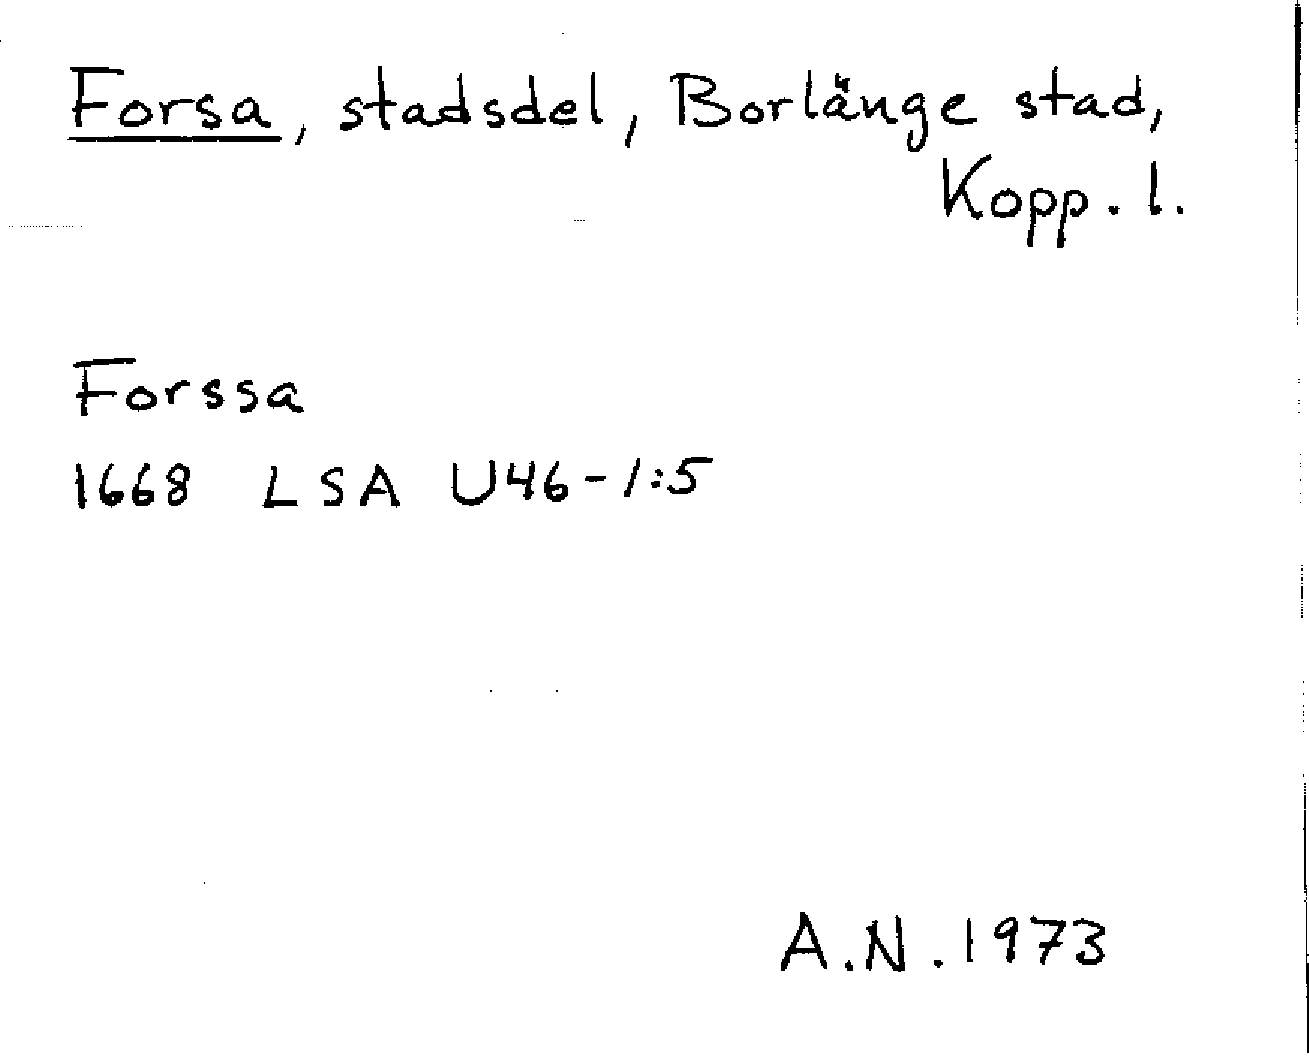 Forsa, stadsdel, Borlänge stad,
Kopp. l.
Forssa
1668 LSA U46-1:5
A.N. 1973